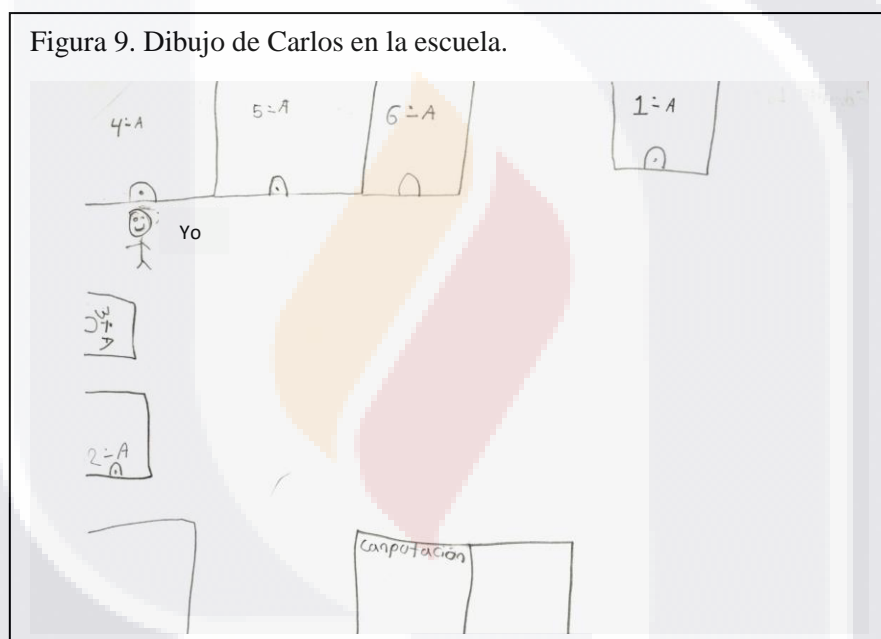 Figura 9. Dibujo de Carlos en la escuela.
4-A
5-A
6-A
1-A
Yo
3-A
2-A
Canputación